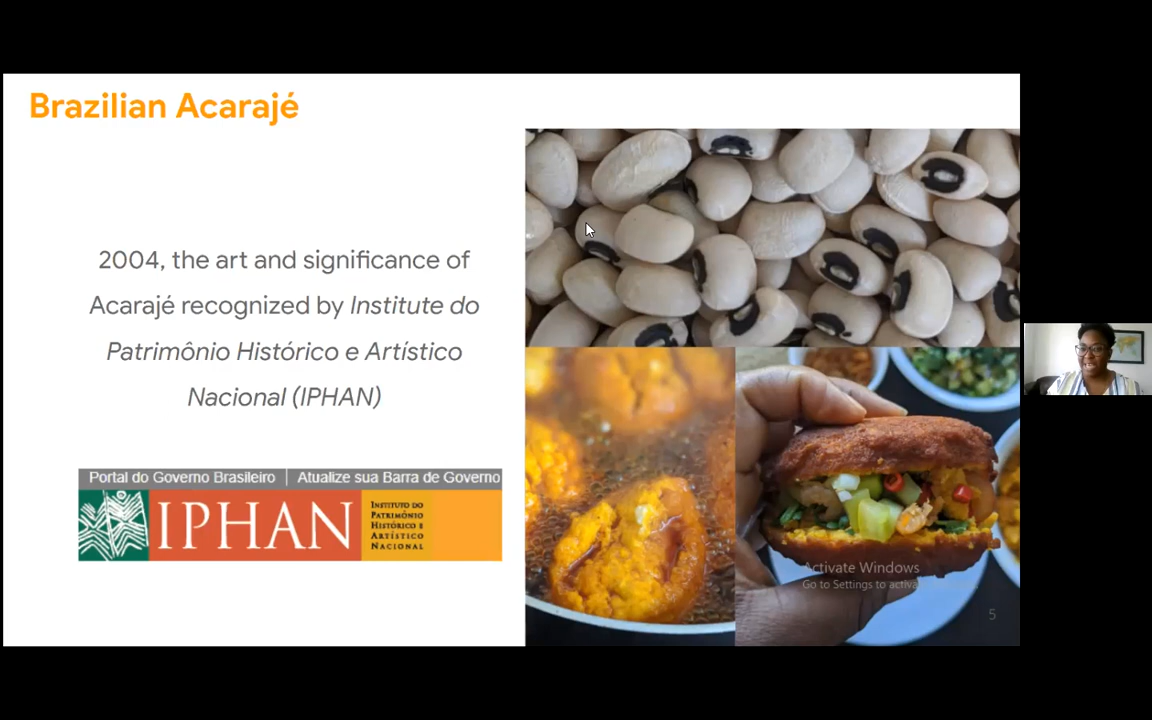 Brazilian Acarajé
2004, the art and significance of
Acarajé recognized by Institute do
Patrimônio Histórico e Artístico
Nacional (IPHAN)
Portal do Governo Brasileiro | Atualize sua Barra de Governo
IPHAN
INSTITUTO DO
PATRIMÔNIO
HISTÓRICO E
ARTÍSTICO
NACIONAL
Activate Windows
Go to Settings to
5